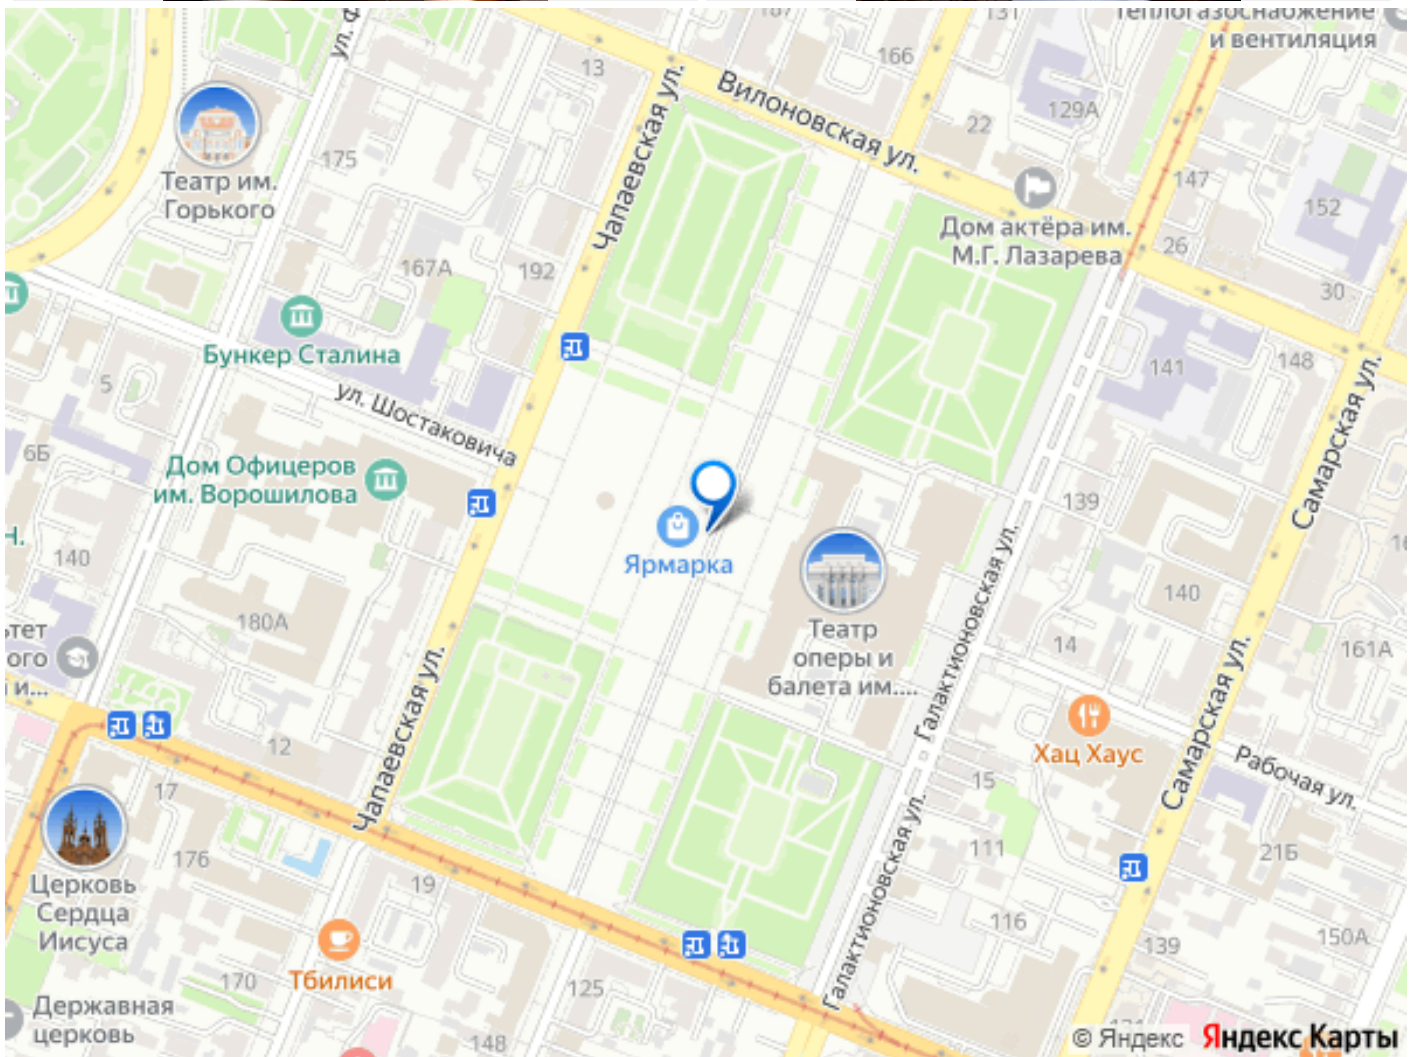 187
131
Теплогазоснабжение
и вентиляция
ул. Ф
166
13
Вилоновская ул.
129А
22
175
Чапаевская ул.
Театр им.
Горького
147
152
Дом актёра им.
М.Г. Лазарева
26
167А
192
30
Бункер Сталина
141
148
5
ул. Шостаковича
Самарская ул.
6Б
Дом Офицеров
им. Ворошилова
139
Галактионовская ул.
Н.
140
Ярмарка
140
180А
Театр
оперы и
балета им....
14
161А
тет
ого
и...
Чапаевская ул.
Самарская ул.
Хац Хаус
12
Рабочая ул.
15
17
Галактионовская ул.
111
21Б
176
19
Церковь
Сердца
Иисуса
116
139
150А
Тбилиси
170
125
Державная
церковь
148
© Яндекс Яндекс Карты